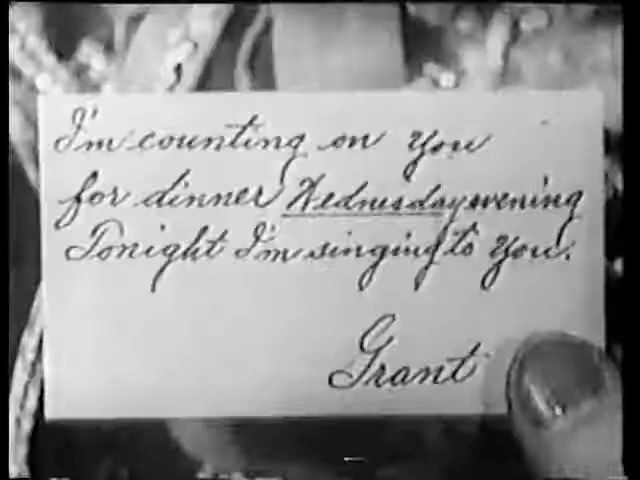 I'm counting on You
for dinner Wednesday evening
Tonight I'm singing to You.
Grant